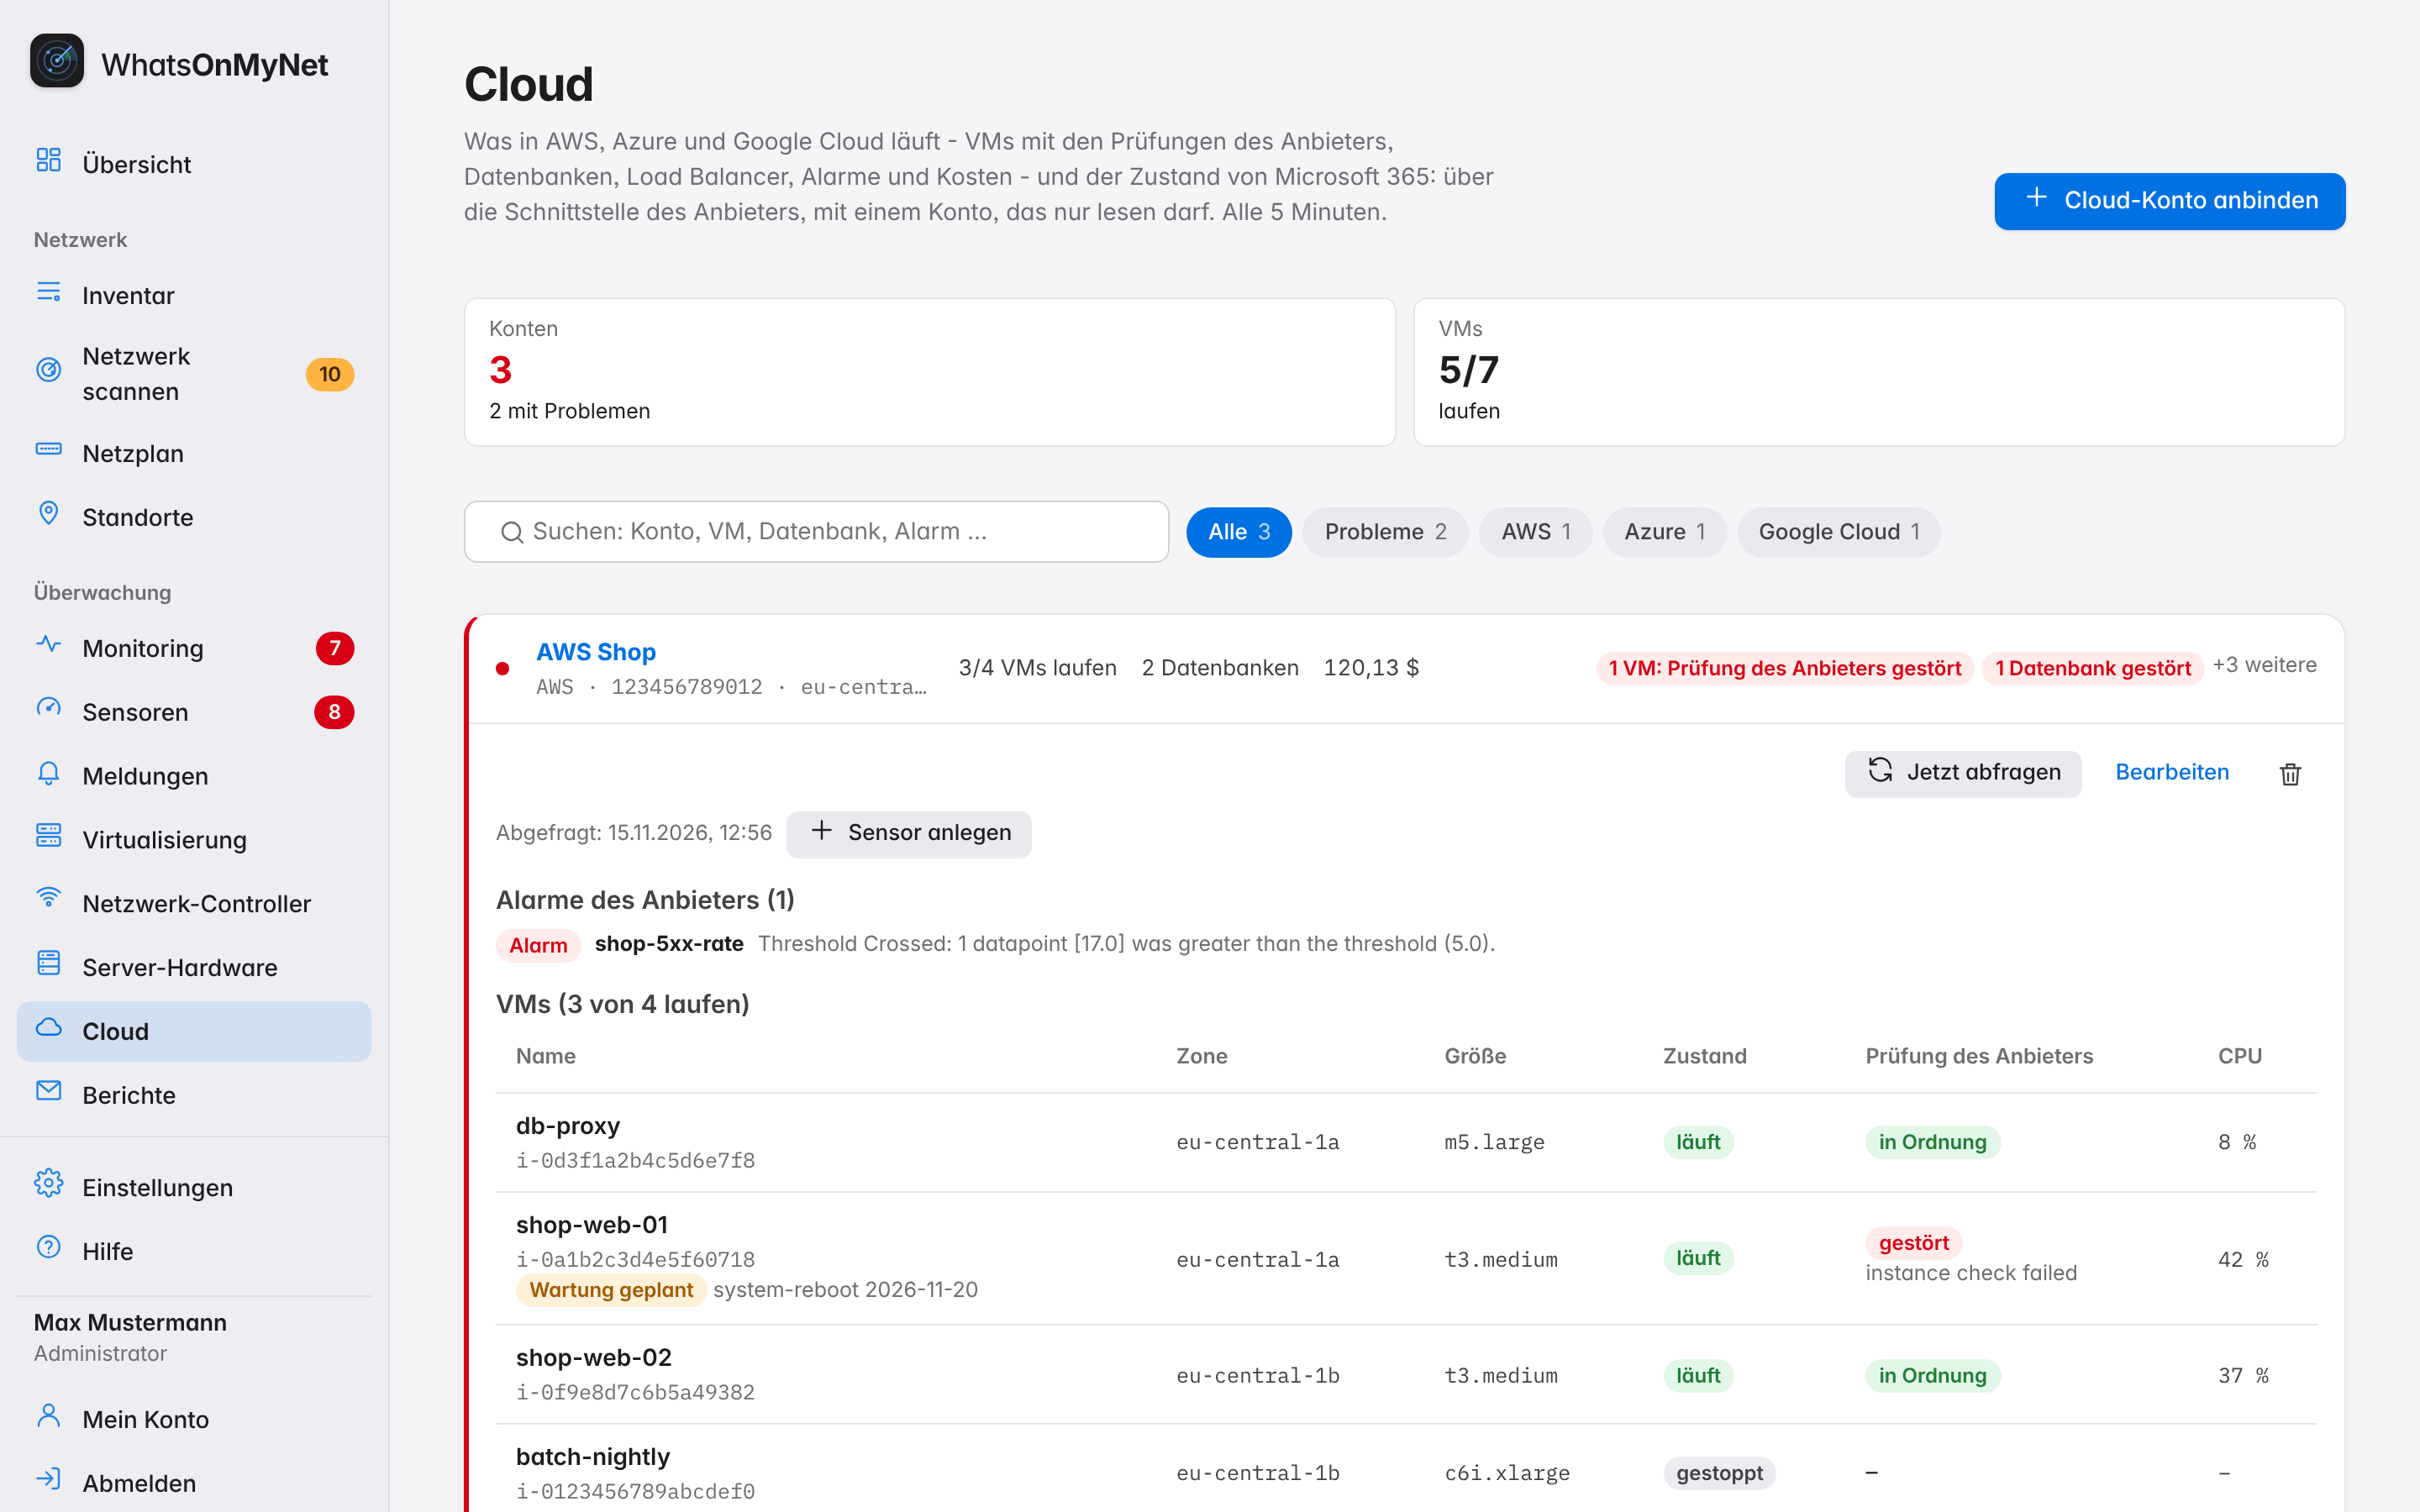 WhatsOnMyNet
Übersicht
Netzwerk
Inventar
Netzwerk
scannen
10
Netzplan
Standorte
Überwachung
Monitoring 7
Sensoren 8
Meldungen
Virtualisierung
Netzwerk-Controller
Server-Hardware
Cloud
Berichte
Einstellungen
Hilfe
Max Mustermann
Administrator
Mein Konto
Abmelden
Cloud
Was in AWS, Azure und Google Cloud läuft - VMs mit den Prüfungen des Anbieters,
Datenbanken, Load Balancer, Alarme und Kosten - und der Zustand von Microsoft 365: über
die Schnittstelle des Anbieters, mit einem Konto, das nur lesen darf. Alle 5 Minuten.
Cloud-Konto anbinden
Konten
3
2 mit Problemen
VMs
5/7
laufen
Suchen: Konto, VM, Datenbank, Alarm ...
Alle 3 Probleme 2 AWS 1 Azure 1 Google Cloud 1
AWS Shop
AWS · 123456789012 · eu-centra…
3/4 VMs laufen 2 Datenbanken 120,13 $
1 VM: Prüfung des Anbieters gestört 1 Datenbank gestört +3 weitere
Jetzt abfragen Bearbeiten
Abgefragt: 15.11.2026, 12:56 Sensor anlegen
Alarme des Anbieters (1)
Alarm shop-5xx-rate Threshold Crossed: 1 datapoint [17.0] was greater than the threshold (5.0).
VMs (3 von 4 laufen)
Name Zone Größe Zustand Prüfung des Anbieters CPU
db-proxy
i-0d3f1a2b4c5d6e7f8
eu-central-1a m5.large läuft in Ordnung 8 %
shop-web-01
i-0a1b2c3d4e5f60718
Wartung geplant system-reboot 2026-11-20
eu-central-1a t3.medium läuft gestört
instance check failed
42 %
shop-web-02
i-0f9e8d7c6b5a49382
eu-central-1b t3.medium läuft in Ordnung 37 %
batch-nightly
i-0123456789abcdef0
eu-central-1b c6i.xlarge gestoppt – –